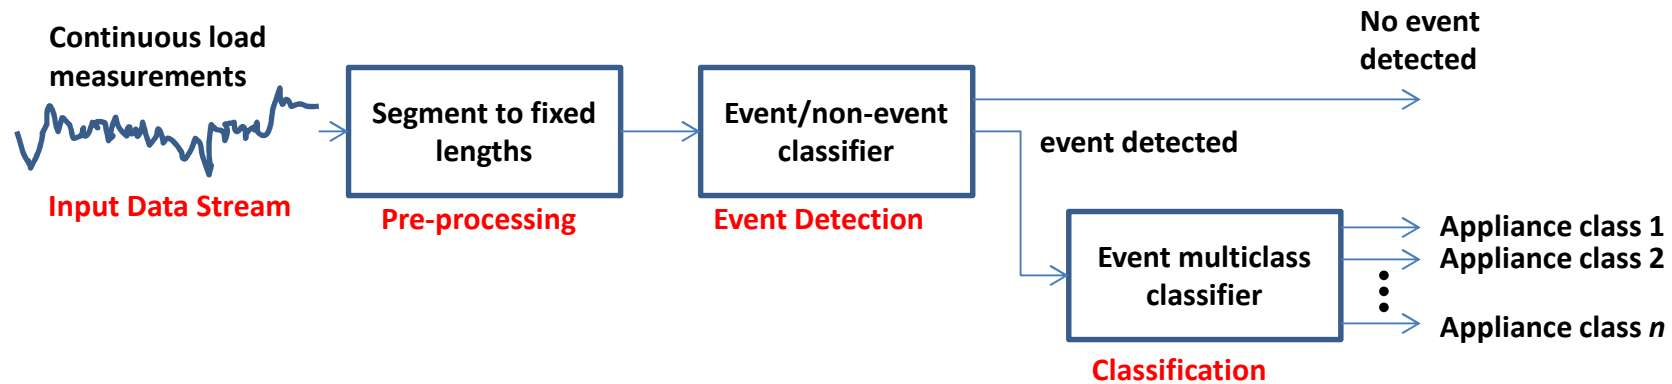 Continuous load
measurements
Input Data Stream
Segment to fixed
lengths
Pre-processing
Event/non-event
classifier
Event Detection
No event
detected
event detected
Event multiclass
classifier
Classification
Appliance class 1
Appliance class 2
Appliance class n